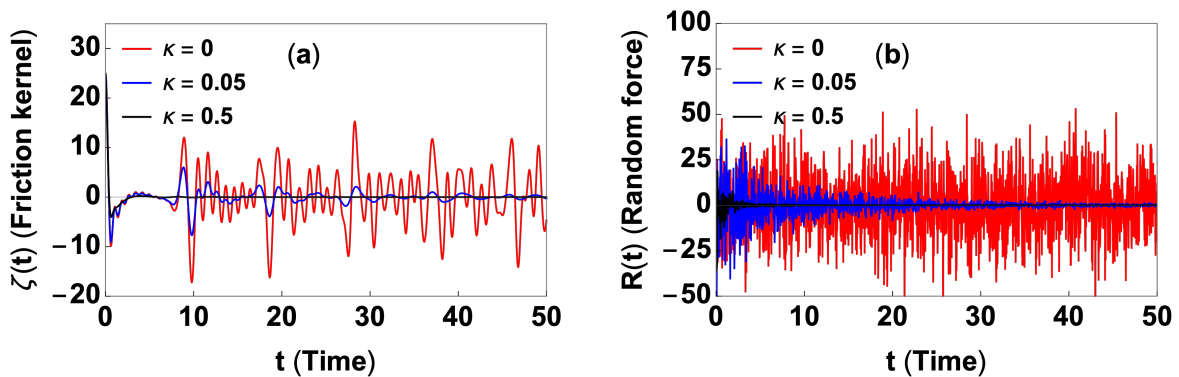 (a)
κ = 0
κ = 0.05
κ = 0.5
ζ(t) (Friction kernel)
30
20
10
0
−10
−20
0 10 20 30 40 50
t (Time)
(b)
κ = 0
κ = 0.05
κ = 0.5
R(t) (Random force)
100
75
50
25
0
−25
−50
0 10 20 30 40 50
t (Time)